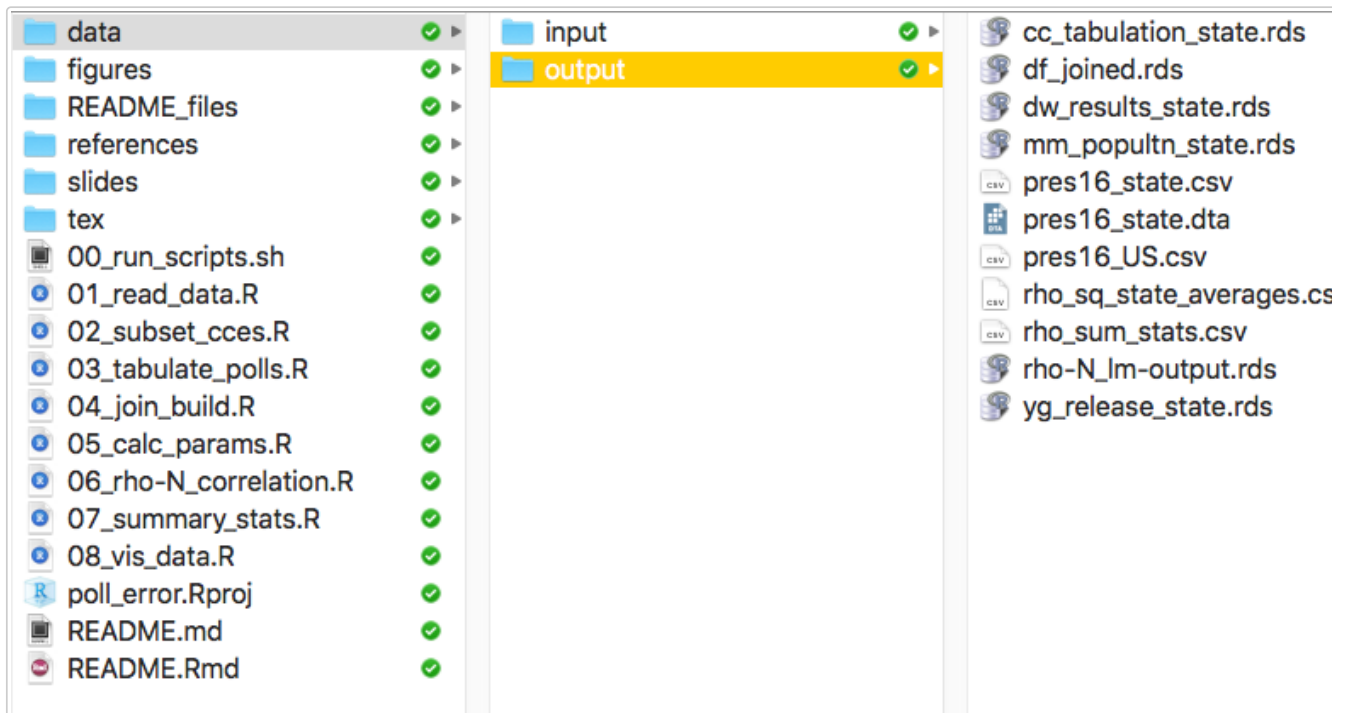 data
figures
README_files
references
slides
tex
00_run_scripts.sh
01_read_data.R
02_subset_cces.R
03_tabulate_polls.R
04_join_build.R
05_calc_params.R
06_rho-N_correlation.R
07_summary_stats.R
08_vis_data.R
poll_error.Rproj
README.md
README.Rmd
input
output
cc_tabulation_state.rds
df_joined.rds
dw_results_state.rds
mm_popultn_state.rds
pres16_state.csv
pres16_state.dta
pres16_US.csv
rho_sq_state_averages.cs
rho_sum_stats.csv
rho-N_lm-output.rds
yg_release_state.rds